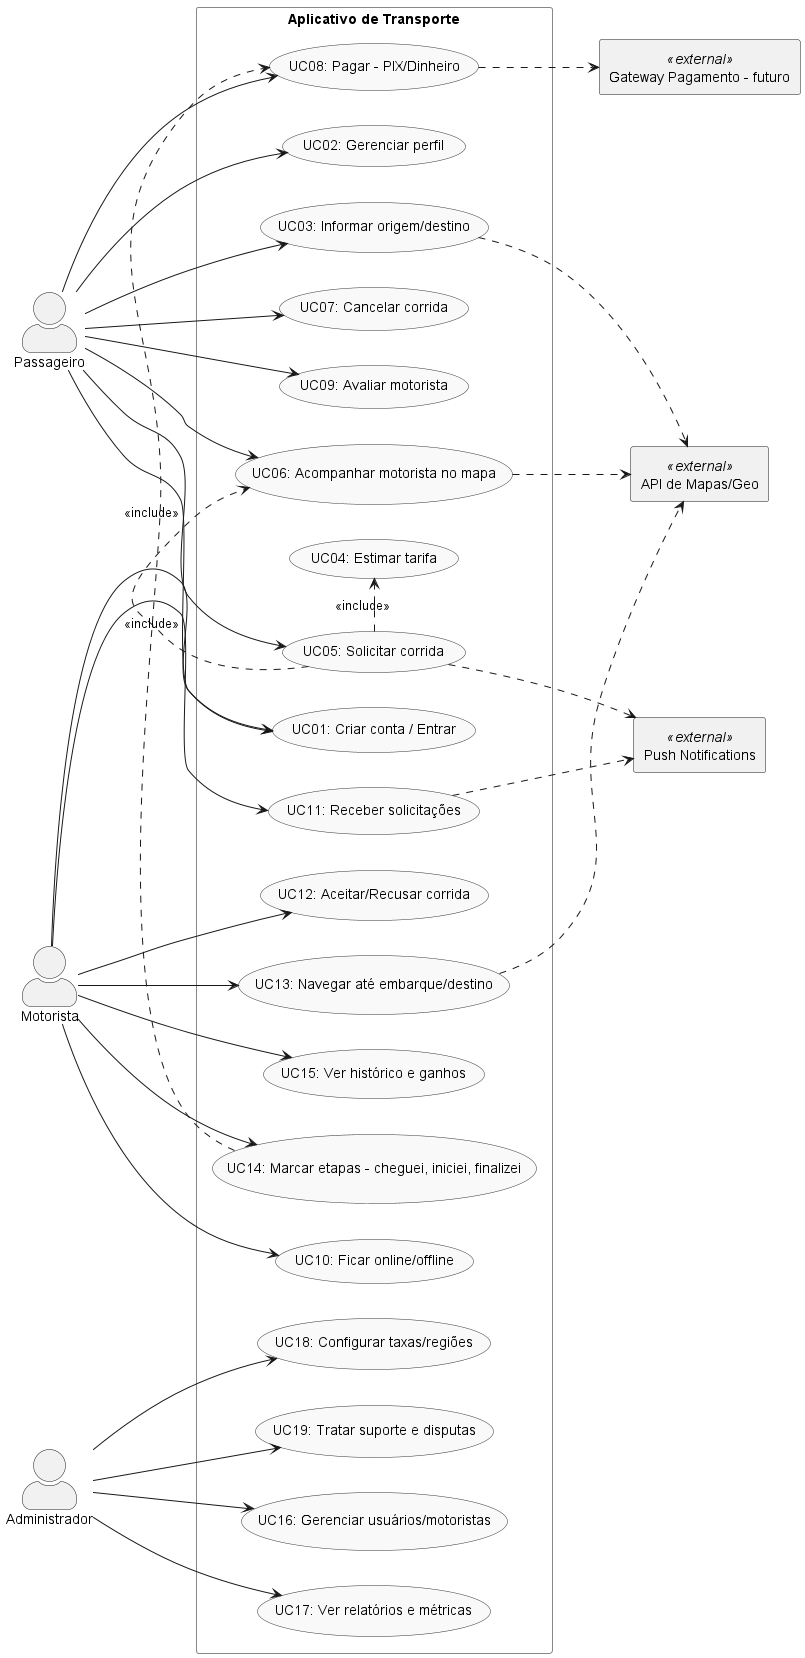 Aplicativo de Transporte
UC08: Pagar - PIX/Dinheiro
«external»
Gateway Pagamento - futuro
UC02: Gerenciar perfil
UC03: Informar origem/destino
UC07: Cancelar corrida
Passageiro
UC09: Avaliar motorista
UC06: Acompanhar motorista no mapa
«external»
API de Mapas/Geo
«include»
UC04: Estimar tarifa
«include»
«include»
UC05: Solicitar corrida
UC01: Criar conta / Entrar
«external»
Push Notifications
UC11: Receber solicitações
UC12: Aceitar/Recusar corrida
UC13: Navegar até embarque/destino
Motorista
UC15: Ver histórico e ganhos
UC14: Marcar etapas - cheguei, iniciei, finalizei
UC10: Ficar online/offline
UC18: Configurar taxas/regiões
UC19: Tratar suporte e disputas
Administrador
UC16: Gerenciar usuários/motoristas
UC17: Ver relatórios e métricas